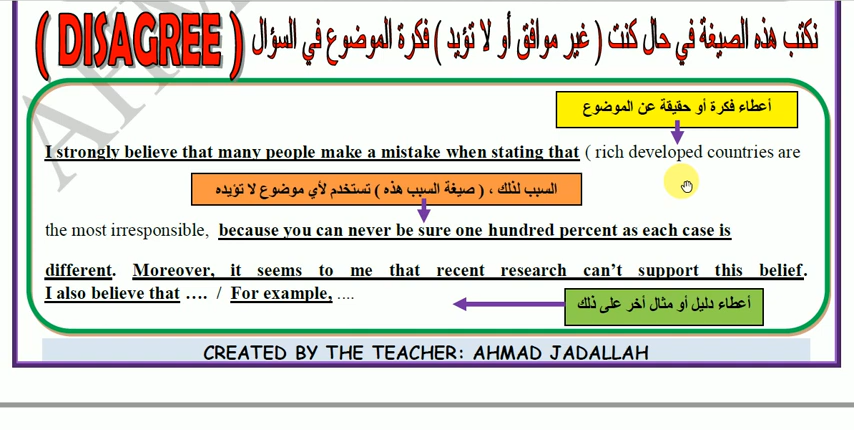 نكتب هذه الصيغة في حال كنت ( غير موافق أو لا تؤيد ) فكرة الموضوع في السؤال ( DISAGREE )
أعطاء فكرة أو حقيقة عن الموضوع
I strongly believe that many people make a mistake when stating that ( rich developed countries are
السبب لذلك ، ( صيغة السبب هذه ) تستخدم لأي موضوع لا تؤيده
the most irresponsible, because you can never be sure one hundred percent as each case is
different. Moreover, it seems to me that recent research can't support this belief.
I also believe that …. / For example, ….
أعطاء دليل أو مثال أخر على ذلك
CREATED BY THE TEACHER: AHMAD JADALLAH